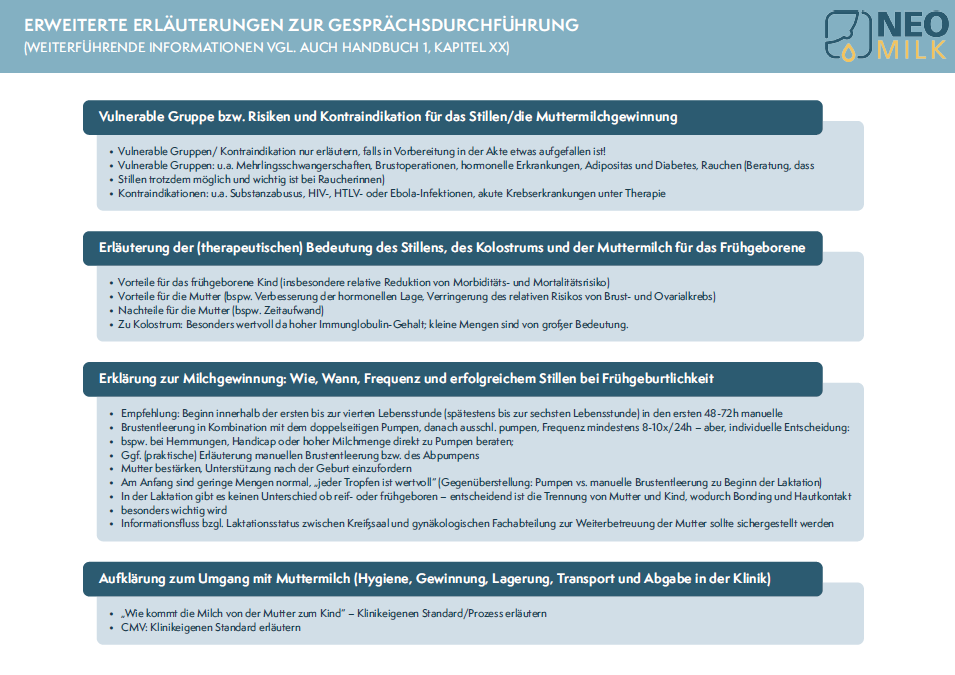 ERWEITERTE ERLÄUTERUNGEN ZUR GESPRÄCHSDURCHFÜHRUNG
(WEITERFÜHRENDE INFORMATIONEN VGL. AUCH HANDBUCH 1, KAPITEL XX)
NEO
MILK
Vulnerable Gruppe bzw. Risiken und Kontraindikation für das Stillen/die Muttermilchgewinnung
• Vulnerable Gruppen/ Kontraindikation nur erläutern, falls in Vorbereitung in der Akte etwas aufgefallen ist!
• Vulnerable Gruppen: u.a. Mehrlingsschwangerschaften, Brustoperationen, hormonelle Erkrankungen, Adipositas und Diabetes, Rauchen (Beratung, dass
• Stillen trotzdem möglich und wichtig ist bei Raucherinnen)
• Kontraindikationen: u.a. Substanzabusus, HIV-, HTLV- oder Ebola-Infektionen, akute Krebserkrankungen unter Therapie
Erläuterung der (therapeutischen) Bedeutung des Stillens, des Kolostrums und der Muttermilch für das Frühgeborene
• Vorteile für das frühgeborene Kind (insbesondere relative Reduktion von Morbiditäts- und Mortalitätsrisiko)
• Vorteile für die Mutter (bspw. Verbesserung der hormonellen Lage, Verringerung des relativen Risikos von Brust- und Ovarialkrebs)
• Nachteile für die Mutter (bspw. Zeitaufwand)
• Zu Kolostrum: Besonders wertvoll da hoher Immunglobulin-Gehalt; kleine Mengen sind von großer Bedeutung.
Erklärung zur Milchgewinnung: Wie, Wann, Frequenz und erfolgreichem Stillen bei Frühgeburtlichkeit
• Empfehlung: Beginn innerhalb der ersten bis zur vierten Lebensstunde (spätestens bis zur sechsten Lebensstunde) in den ersten 48-72h manuelle
• Brustentleerung in Kombination mit dem doppelseitigen Pumpen, danach ausschl. pumpen, Frequenz mindestens 8-10x/24h – aber, individuelle Entscheidung:
• bspw. bei Hemmungen, Handicap oder hoher Milchmenge direkt zu Pumpen beraten;
• Ggf. (praktische) Erläuterung manuellen Brustentleerung bzw. des Abpumpens
• Mutter bestärken, Unterstützung nach der Geburt einzufordern
• Am Anfang sind geringe Mengen normal, „jeder Tropfen ist wertvoll" (Gegenüberstellung: Pumpen vs. manuelle Brustentleerung zu Beginn der Laktation)
• In der Laktation gibt es keinen Unterschied ob reif- oder frühgeboren – entscheidend ist die Trennung von Mutter und Kind, wodurch Bonding und Hautkontakt
• besonders wichtig wird
• Informationsfluss bzgl. Laktationsstatus zwischen Kreißsaal und gynäkologischen Fachabteilung zur Weiterbetreuung der Mutter sollte sichergestellt werden
Aufklärung zum Umgang mit Muttermilch (Hygiene, Gewinnung, Lagerung, Transport und Abgabe in der Klinik)
• „Wie kommt die Milch von der Mutter zum Kind" – Klinikeigenen Standard/Prozess erläutern
• CMV: Klinikeigenen Standard erläutern